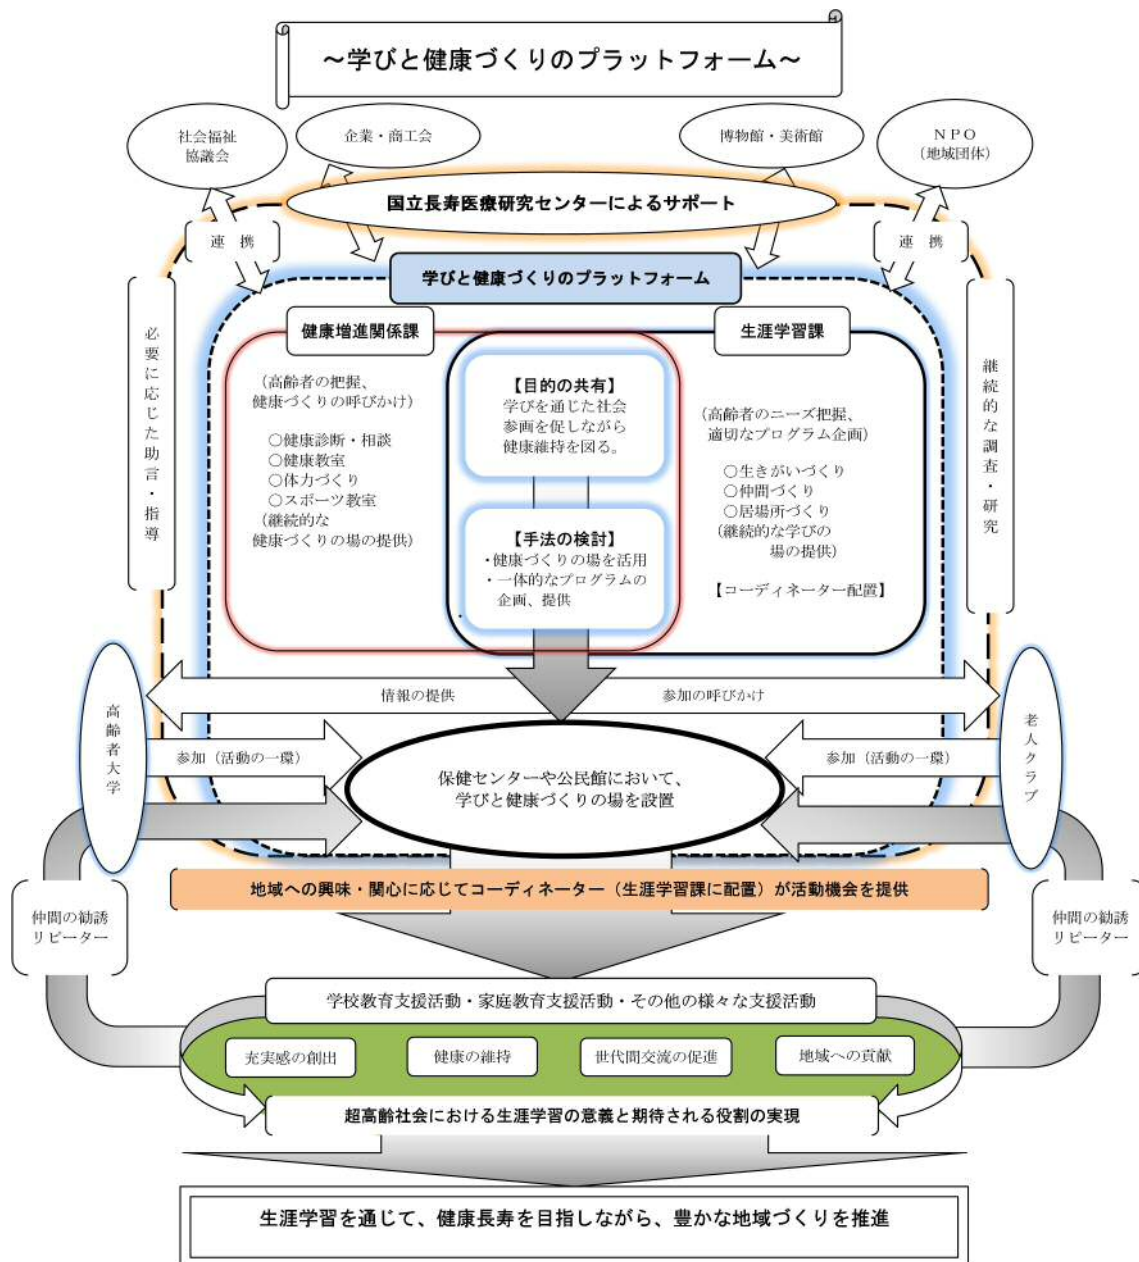 ～学びと健康づくりのプラットフォーム～
社会福祉
協議会
企業・商工会
博物館・美術館
ＮＰＯ
（地域団体）
国立長寿医療研究センターによるサポート
連　携
連　携
学びと健康づくりのプラットフォーム
必要に応じた助言・指導
継続的な調査・研究
健康増進関係課
（高齢者の把握、
健康づくりの呼びかけ）
○健康診断・相談
○健康教室
○体力づくり
○スポーツ教室
（継続的な
健康づくりの場の提供）
【目的の共有】
学びを通じた社会
参画を促しながら
健康維持を図る。
【手法の検討】
・健康づくりの場を活用
・一体的なプログラムの
企画、提供
生涯学習課
（高齢者のニーズ把握、
適切なプログラム企画）
○生きがいづくり
○仲間づくり
○居場所づくり
（継続的な学びの
場の提供）
【コーディネーター配置】
情報の提供
参加の呼びかけ
高齢者大学
老人クラブ
参加（活動の一環）
参加（活動の一環）
保健センターや公民館において、
学びと健康づくりの場を設置
地域への興味・関心に応じてコーディネーター（生涯学習課に配置）が活動機会を提供
仲間の勧誘
リピーター
仲間の勧誘
リピーター
学校教育支援活動・家庭教育支援活動・その他の様々な支援活動
充実感の創出
健康の維持
世代間交流の促進
地域への貢献
超高齢社会における生涯学習の意義と期待される役割の実現
生涯学習を通じて、健康長寿を目指しながら、豊かな地域づくりを推進